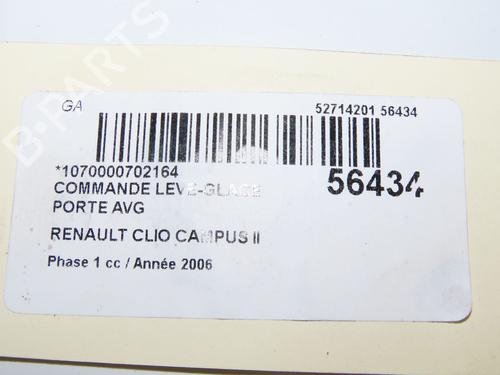 GA
52714201 56434
*1070000702164
COMMANDE LEVE-GLACE
56434
PORTE AVG
RENAULT CLIO CAMPUS II
Phase 1 cc / Année 2006
B-PARTS